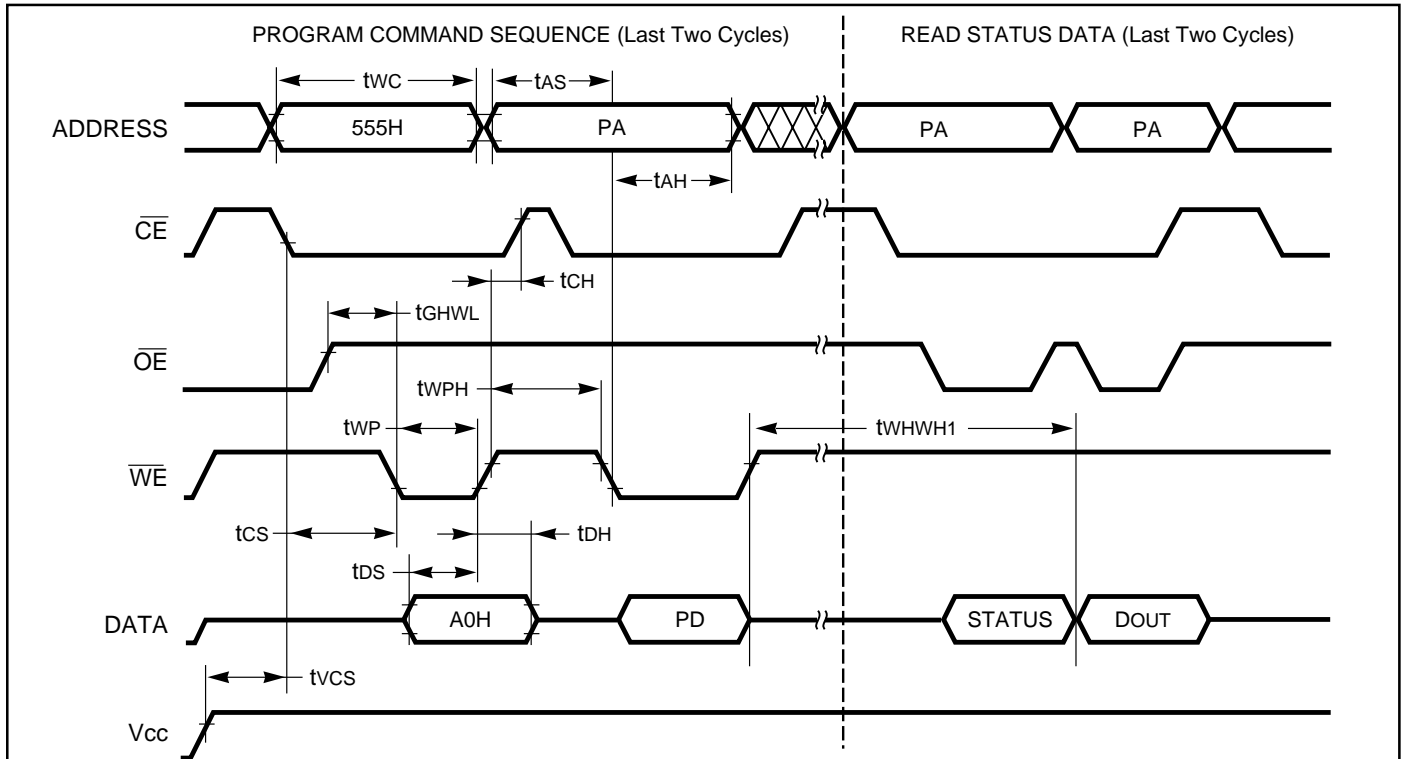 PROGRAM COMMAND SEQUENCE (Last Two Cycles)
READ STATUS DATA (Last Two Cycles)
tWC
tAS
ADDRESS
555H
PA
PA
PA
tAH
CE
tCH
tGHWL
OE
tWPH
tWP
tWHWH1
WE
tCS
tDH
tDS
DATA
A0H
PD
STATUS
DOUT
tVCS
Vcc